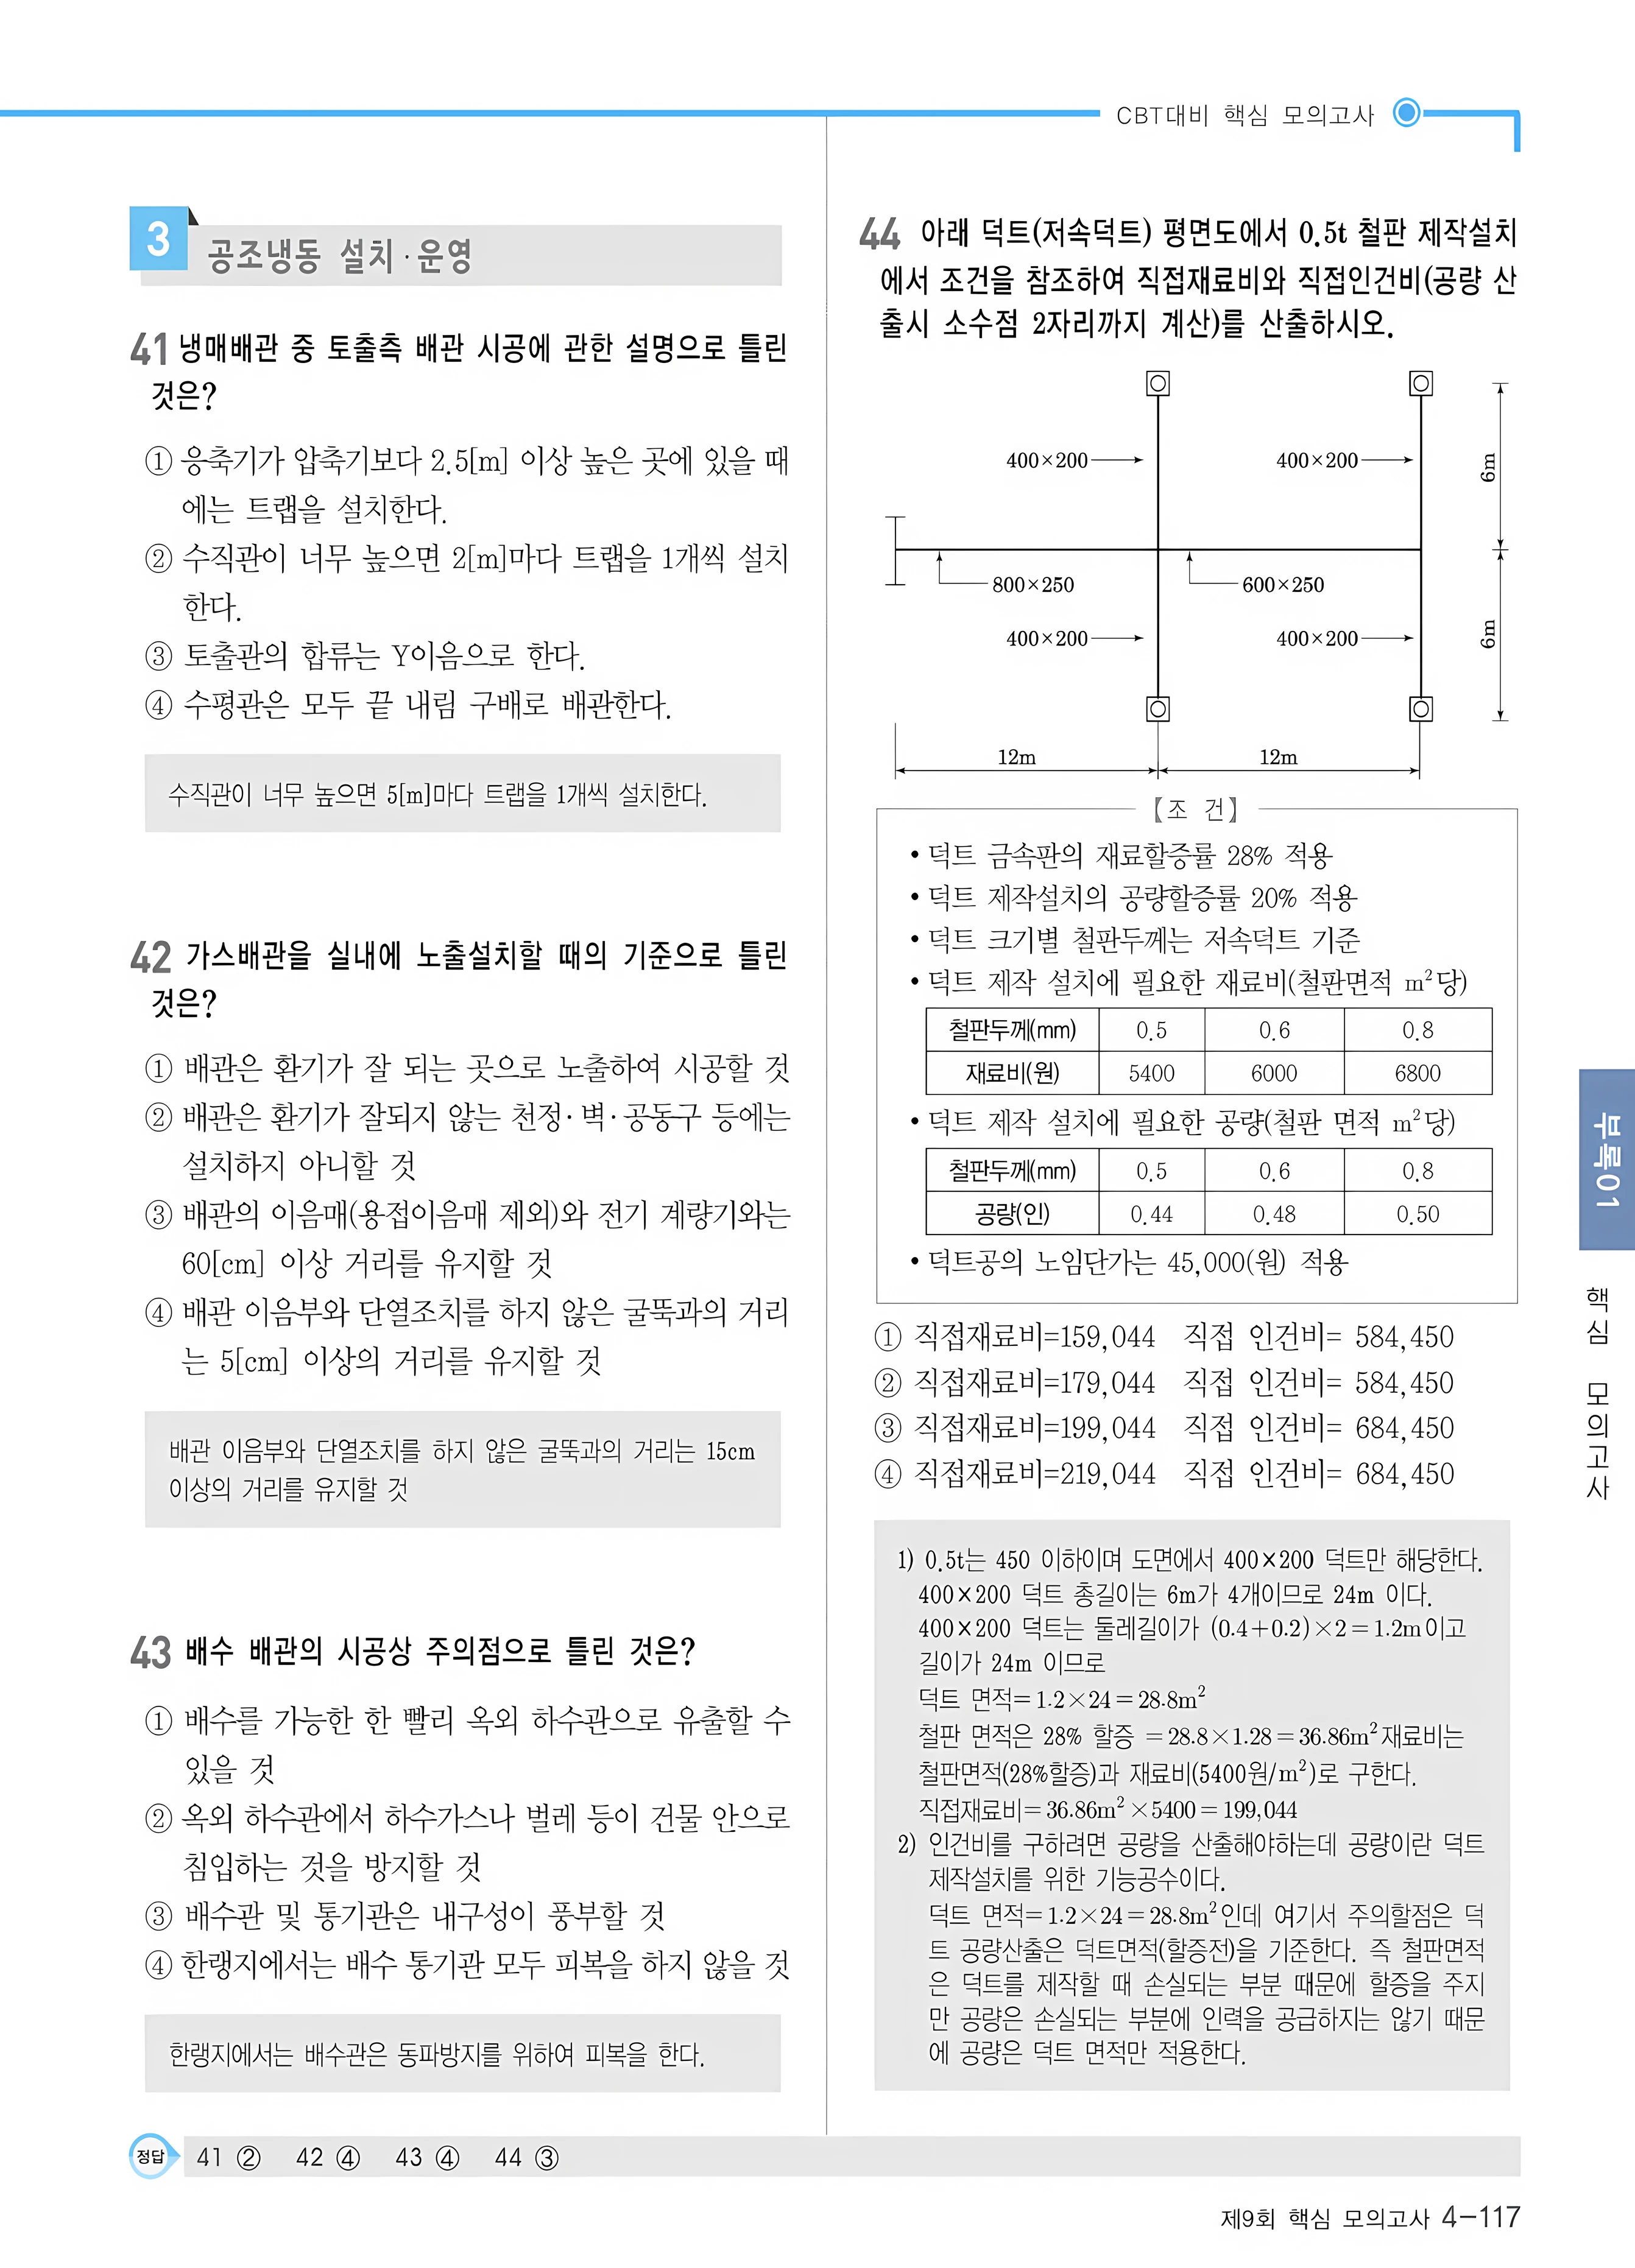 CBT대비 핵심 모의고사
3 공조냉동 설치·운영
41 냉매배관 중 토출측 배관 시공에 관한 설명으로 틀린
것은?
① 응축기가 압축기보다 2.5[m] 이상 높은 곳에 있을 때
에는 트랩을 설치한다.
② 수직관이 너무 높으면 2[m]마다 트랩을 1개씩 설치
한다.
③ 토출관의 합류는 Y이음으로 한다.
④ 수평관은 모두 끝 내림 구배로 배관한다.
수직관이 너무 높으면 5[m]마다 트랩을 1개씩 설치한다.
42 가스배관을 실내에 노출설치할 때의 기준으로 틀린
것은?
① 배관은 환기가 잘 되는 곳으로 노출하여 시공할 것
② 배관은 환기가 잘되지 않는 천정·벽·공동구 등에는
설치하지 아니할 것
③ 배관의 이음매(용접이음매 제외)와 전기 계량기와는
60[cm] 이상 거리를 유지할 것
④ 배관 이음부와 단열조치를 하지 않은 굴뚝과의 거리
는 5[cm] 이상의 거리를 유지할 것
배관 이음부와 단열조치를 하지 않은 굴뚝과의 거리는 15cm
이상의 거리를 유지할 것
43 배수 배관의 시공상 주의점으로 틀린 것은?
① 배수를 가능한 한 빨리 옥외 하수관으로 유출할 수
있을 것
② 옥외 하수관에서 하수가스나 벌레 등이 건물 안으로
침입하는 것을 방지할 것
③ 배수관 및 통기관은 내구성이 풍부할 것
④ 한랭지에서는 배수 통기관 모두 피복을 하지 않을 것
한랭지에서는 배수관은 동파방지를 위하여 피복을 한다.
44 아래 덕트(저속덕트) 평면도에서 0.5t 철판 제작설치
에서 조건을 참조하여 직접재료비와 직접인건비(공량 산
출시 소수점 2자리까지 계산)를 산출하시오.
400×200 400×200 6m
800×250 600×250
400×200 400×200 6m
12m 12m
【조 건】
• 덕트 금속판의 재료할증률 28% 적용
• 덕트 제작설치의 공량할증률 20% 적용
• 덕트 크기별 철판두께는 저속덕트 기준
• 덕트 제작 설치에 필요한 재료비(철판면적 m²당)
철판두께(mm) 0.5 0.6 0.8
재료비(원) 5400 6000 6800
• 덕트 제작 설치에 필요한 공량(철판 면적 m²당)
철판두께(mm) 0.5 0.6 0.8
공량(인) 0.44 0.48 0.50
• 덕트공의 노임단가는 45,000(원) 적용
① 직접재료비=159,044 직접 인건비= 584,450
② 직접재료비=179,044 직접 인건비= 584,450
③ 직접재료비=199,044 직접 인건비= 684,450
④ 직접재료비=219,044 직접 인건비= 684,450
1) 0.5t는 450 이하이며 도면에서 400×200 덕트만 해당한다.
400×200 덕트 총길이는 6m가 4개이므로 24m 이다.
400×200 덕트는 둘레길이가 (0.4+0.2)×2=1.2m이고
길이가 24m 이므로
덕트 면적=1.2×24=28.8m²
철판 면적은 28% 할증 =28.8×1.28=36.86m²재료비는
철판면적(28%할증)과 재료비(5400원/m²)로 구한다.
직접재료비=36.86m²×5400=199,044
2) 인건비를 구하려면 공량을 산출해야하는데 공량이란 덕트
제작설치를 위한 기능공수이다.
덕트 면적=1.2×24=28.8m²인데 여기서 주의할점은 덕
트 공량산출은 덕트면적(할증전)을 기준한다. 즉 철판면적
은 덕트를 제작할 때 손실되는 부분 때문에 할증을 주지
만 공량은 손실되는 부분에 인력을 공급하지는 않기 때문
에 공량은 덕트 면적만 적용한다.
부록01
핵심 모의고사
정답 41 ② 42 ④ 43 ④ 44 ③
제9회 핵심 모의고사 4-117